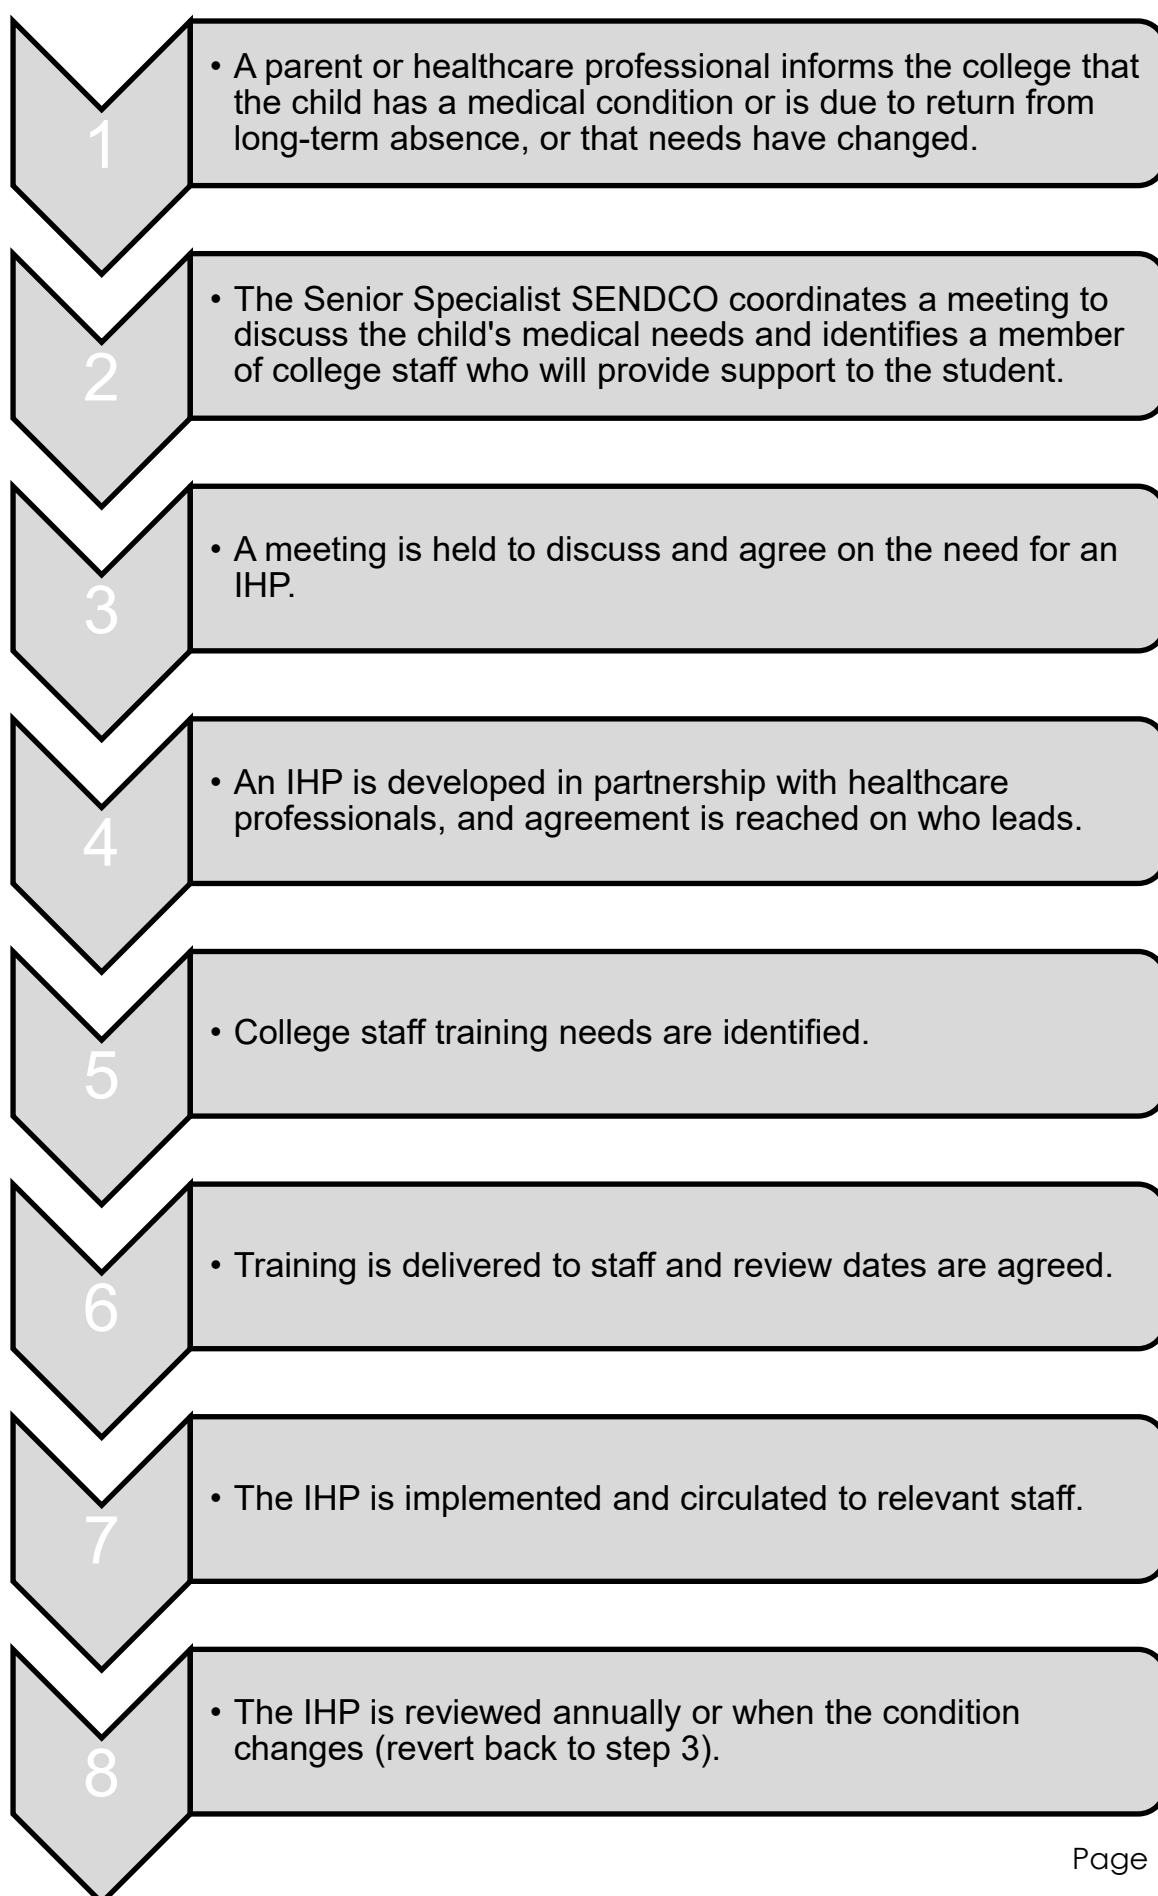 1
• A parent or healthcare professional informs the college that
the child has a medical condition or is due to return from
long-term absence, or that needs have changed.
2
• The Senior Specialist SENDCO coordinates a meeting to
discuss the child's medical needs and identifies a member
of college staff who will provide support to the student.
3
• A meeting is held to discuss and agree on the need for an
IHP.
4
• An IHP is developed in partnership with healthcare
professionals, and agreement is reached on who leads.
5
• College staff training needs are identified.
6
• Training is delivered to staff and review dates are agreed.
7
• The IHP is implemented and circulated to relevant staff.
8
• The IHP is reviewed annually or when the condition
changes (revert back to step 3).
Page